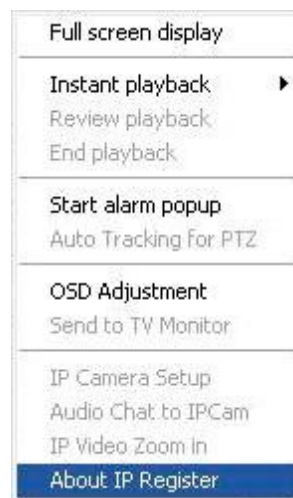 Full screen display
Instant playback
Review playback
End playback
Start alarm popup
Auto Tracking for PTZ
OSD Adjustment
Send to TV Monitor
IP Camera Setup
Audio Chat to IPCam
IP Video Zoom in
About IP Register